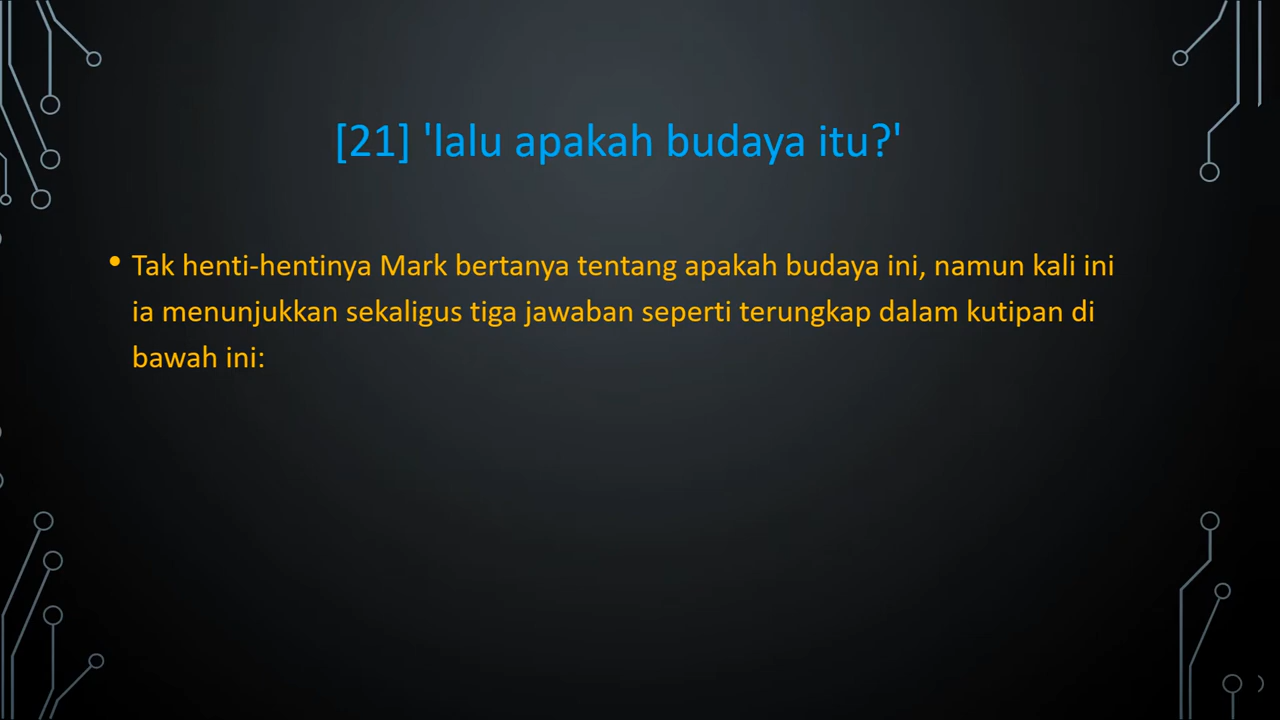 [21] 'lalu apakah budaya itu?'
• Tak henti-hentinya Mark bertanya tentang apakah budaya ini, namun kali ini
ia menunjukkan sekaligus tiga jawaban seperti terungkap dalam kutipan di
bawah ini: